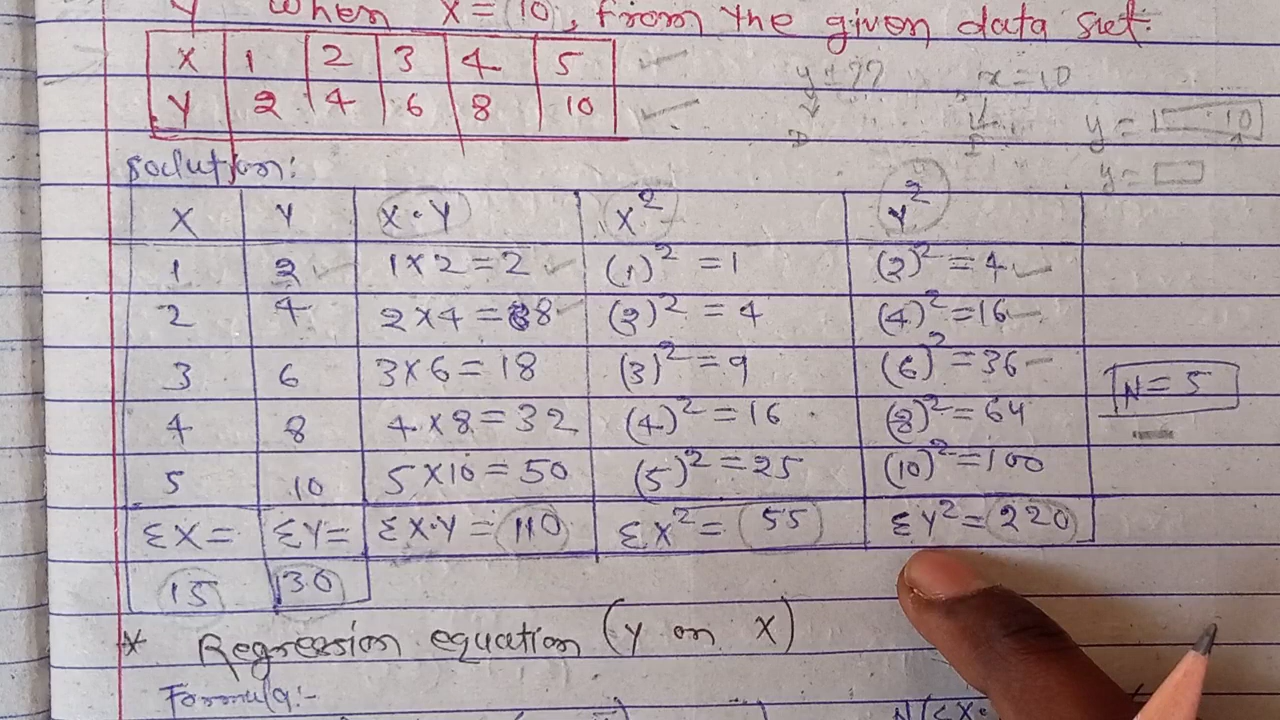 Y when X = 10, from the given data set:
X 1 2 3 4 5
Y 2 4 6 8 10
y = ?? x = 10
y = 10
y =
Solution:
X Y X·Y X² Y²
1 2 1×2=2 (1)²=1 (2)²=4
2 4 2×4=8 (2)²=4 (4)²=16
3 6 3×6=18 (3)²=9 (6)²=36
N=5
4 8 4×8=32 (4)²=16 (8)²=64
5 10 5×10=50 (5)²=25 (10)²=100
ΣX= ΣY= ΣX·Y=110 ΣX²=55 ΣY²=220
15 30
* Regression equation (Y on X)
Formula:-